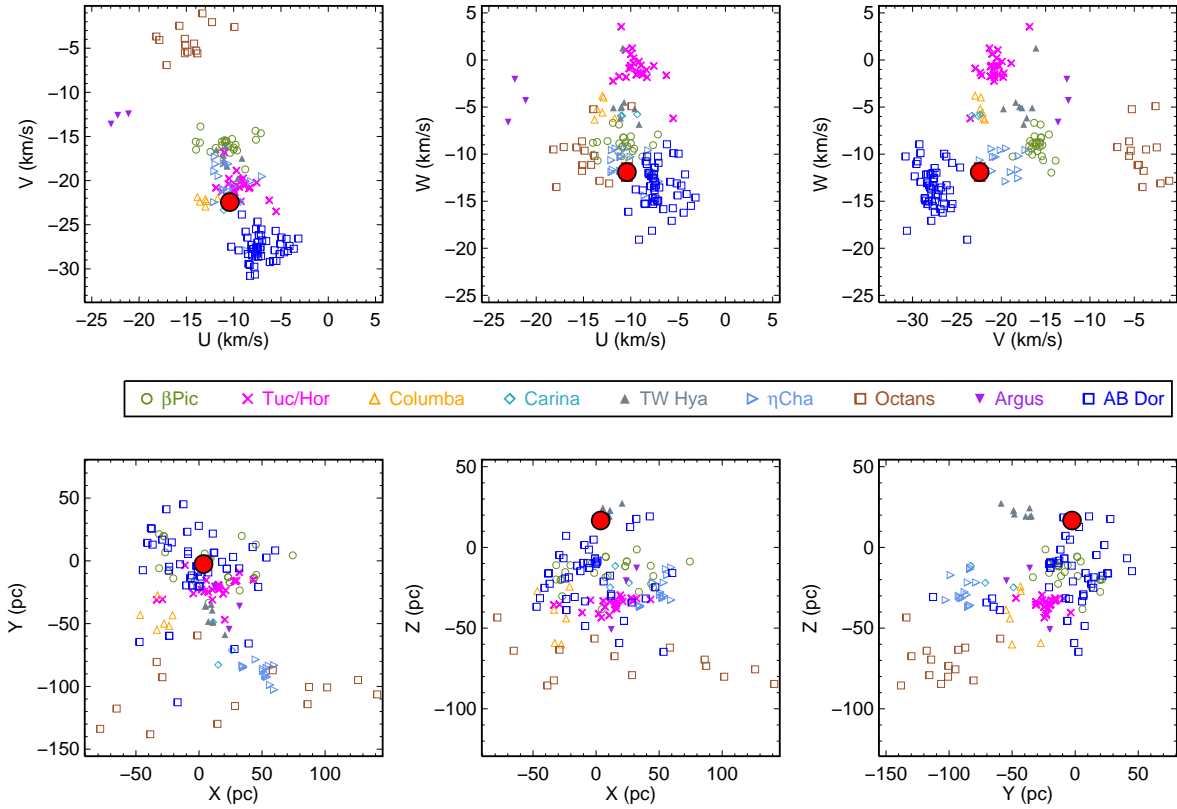 0
−5
−10
−15
−20
−25
−30
V (km/s)
−25 −20 −15 −10 −5 0 5
U (km/s)
5
0
−5
−10
−15
−20
−25
W (km/s)
−25 −20 −15 −10 −5 0 5
U (km/s)
5
0
−5
−10
−15
−20
−25
W (km/s)
−30 −25 −20 −15 −10 −5
V (km/s)
βPic Tuc/Hor Columba Carina TW Hya ηCha Octans Argus AB Dor
50
0
−50
−100
−150
Y (pc)
−50 0 50 100
X (pc)
50
0
−50
−100
Z (pc)
−50 0 50 100
X (pc)
50
0
−50
−100
Z (pc)
−150 −100 −50 0 50
Y (pc)